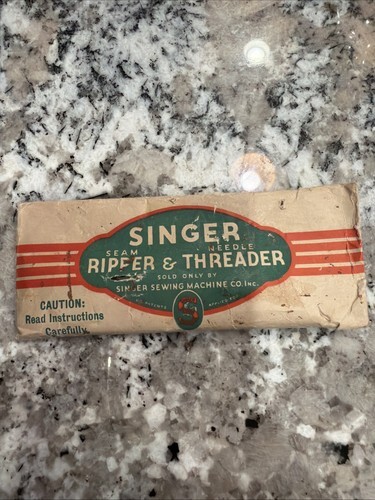 SINGER
SEAM NEEDLE
RIPPER & THREADER
SOLD ONLY BY
SINGER SEWING MACHINE CO. Inc.
S
CAUTION:
Read Instructions
Carefully